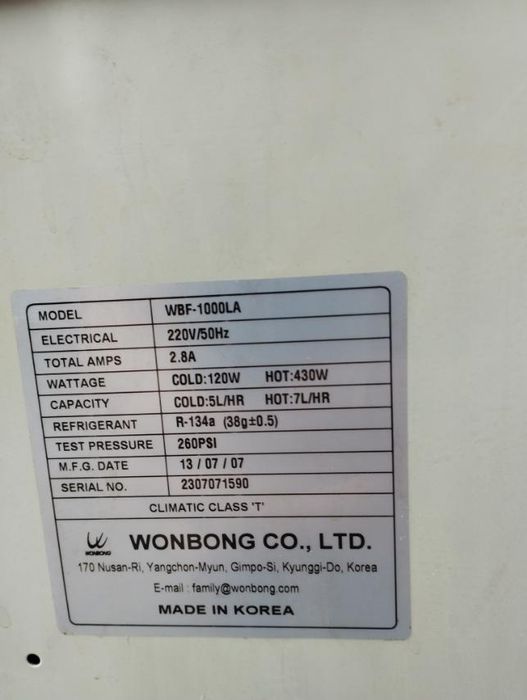 MODEL WBF-1000LA
ELECTRICAL 220V/50Hz
TOTAL AMPS 2.8A
WATTAGE COLD:120W HOT:430W
CAPACITY COLD:5L/HR HOT:7L/HR
REFRIGERANT R-134a (38g±0.5)
TEST PRESSURE 260PSI
M.F.G. DATE 13 / 07 / 07
SERIAL NO. 2307071590
CLIMATIC CLASS 'T'
WONBONG WONBONG CO., LTD.
170 Nusan-Ri, Yangchon-Myun, Gimpo-Si, Kyunggi-Do, Korea
E-mail : family@wonbong.com
MADE IN KOREA